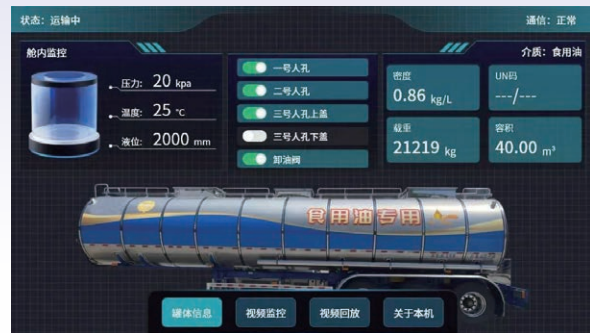 状态：运输中
通信：正常
舱内监控
介质：食用油
压力： 20 kpa
温度： 25 ℃
液位： 2000 mm
一号人孔
二号人孔
三号人孔上盖
三号人孔下盖
卸油阀
密度
0.86 kg/L
UN码
---/---
载重
21219 kg
容积
40.00 m³
食用油专用
罐体信息
视频监控
视频回放
关于本机